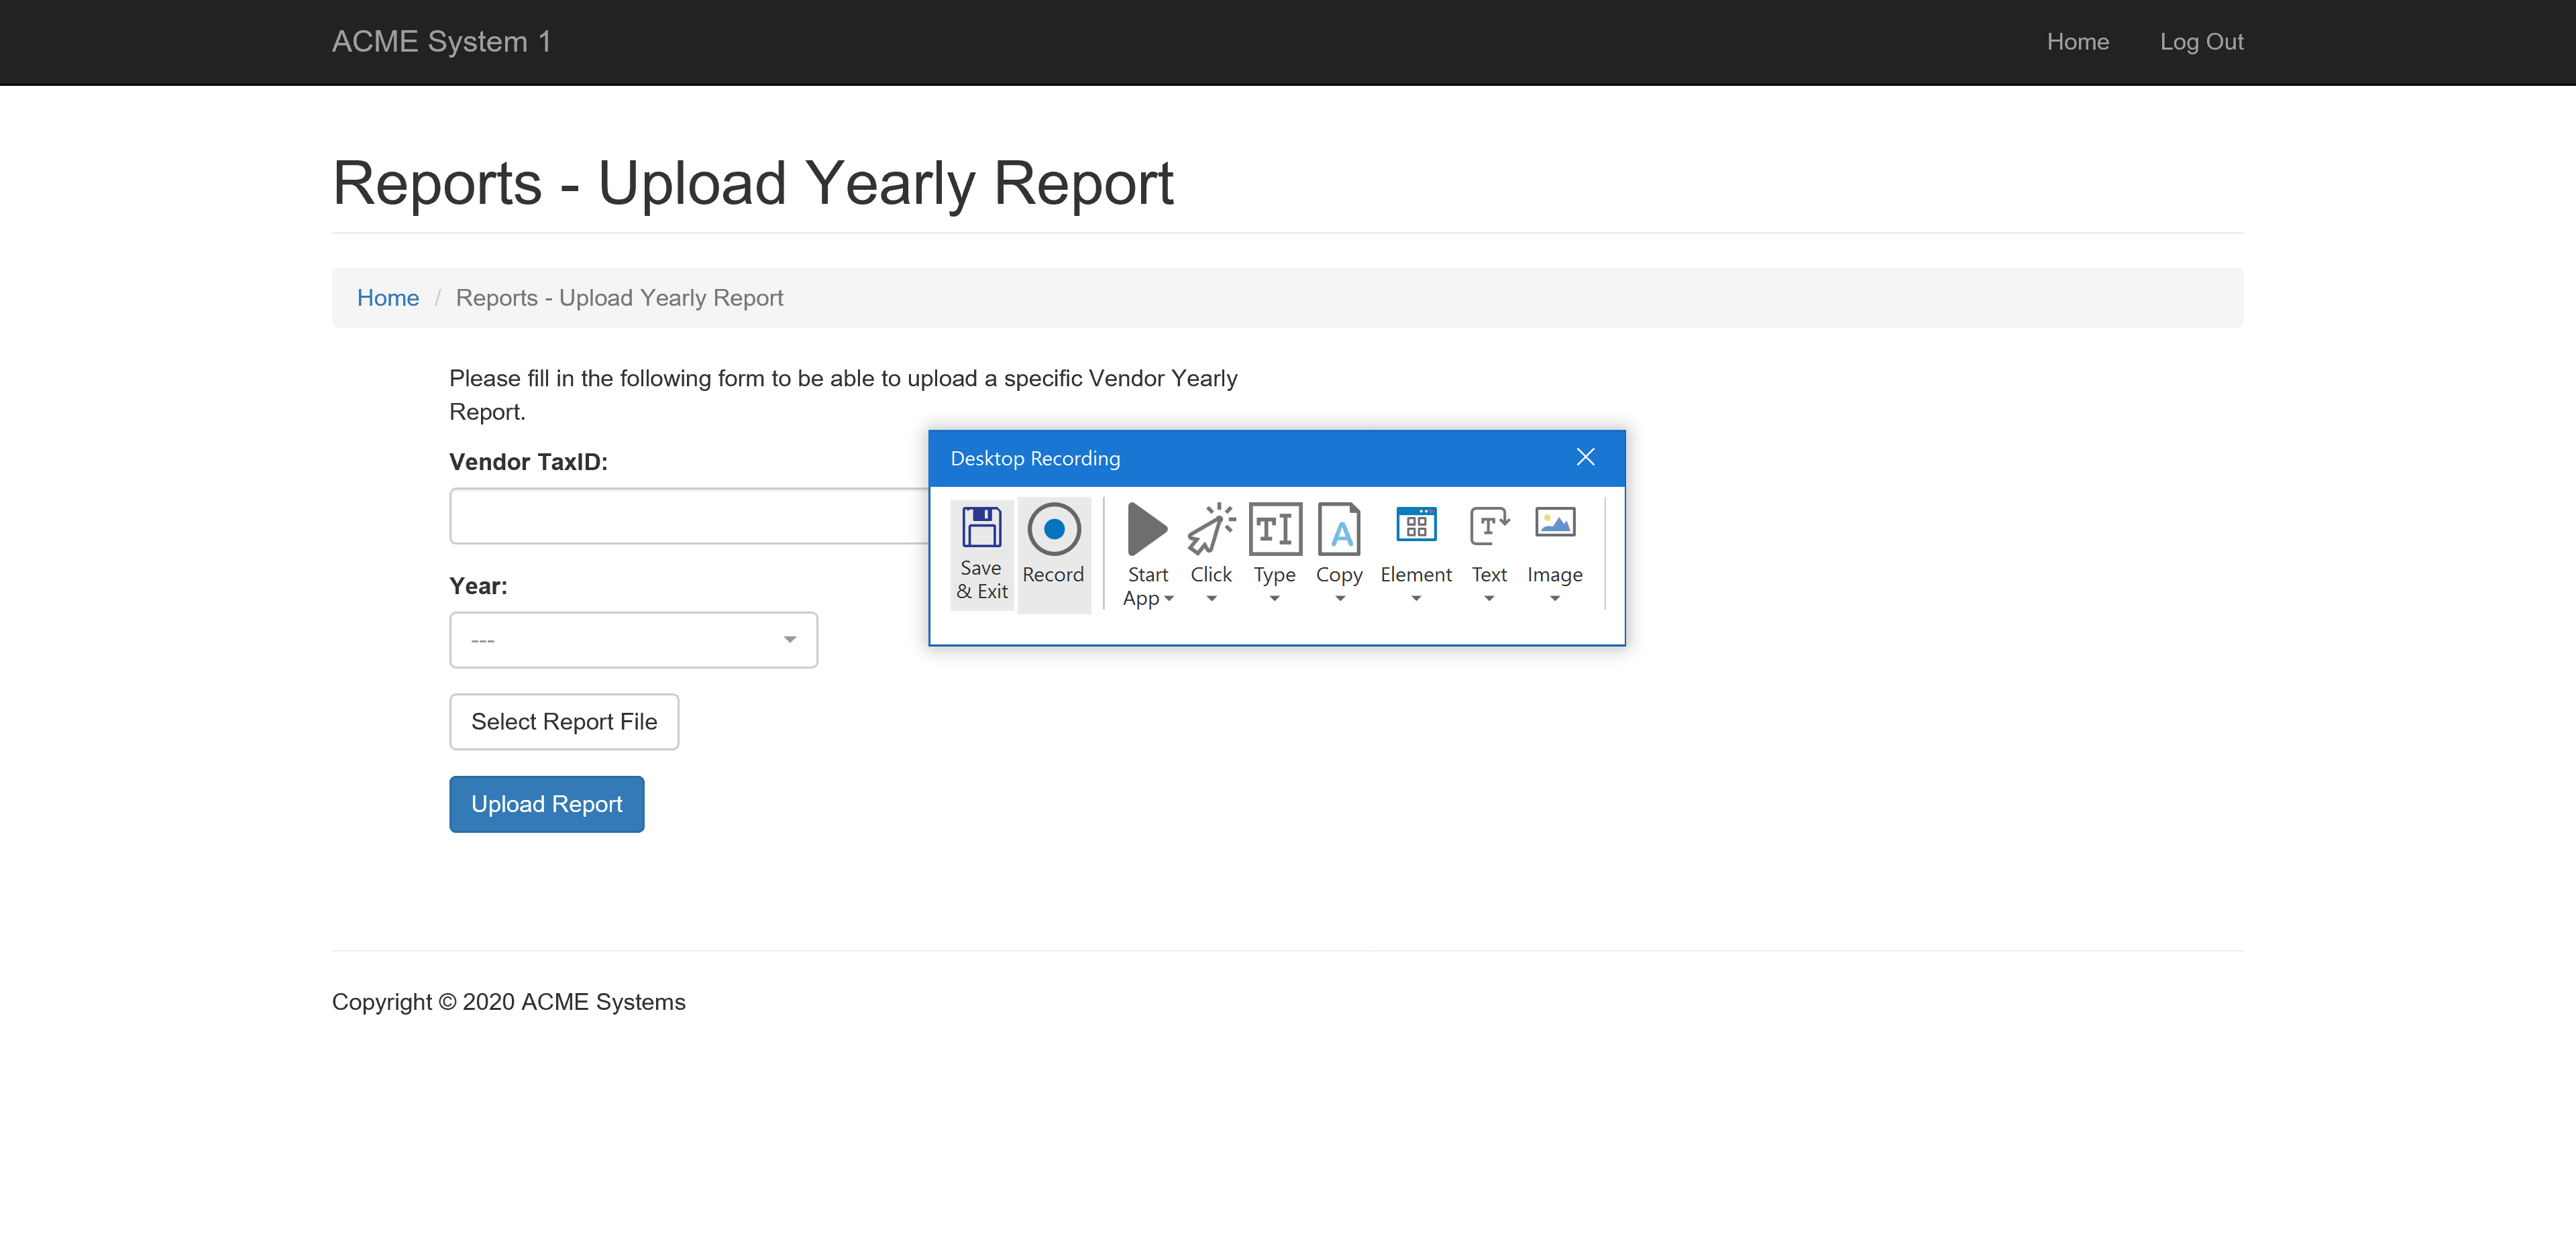 ACME System 1
Home
Log Out
Reports - Upload Yearly Report
Home / Reports - Upload Yearly Report
Please fill in the following form to be able to upload a specific Vendor Yearly
Report.
Vendor TaxID:
Year:
---
Select Report File
Upload Report
Desktop Recording
Save
& Exit
Record
Start
App
Click
Type
Copy
Element
Text
Image
Copyright © 2020 ACME Systems